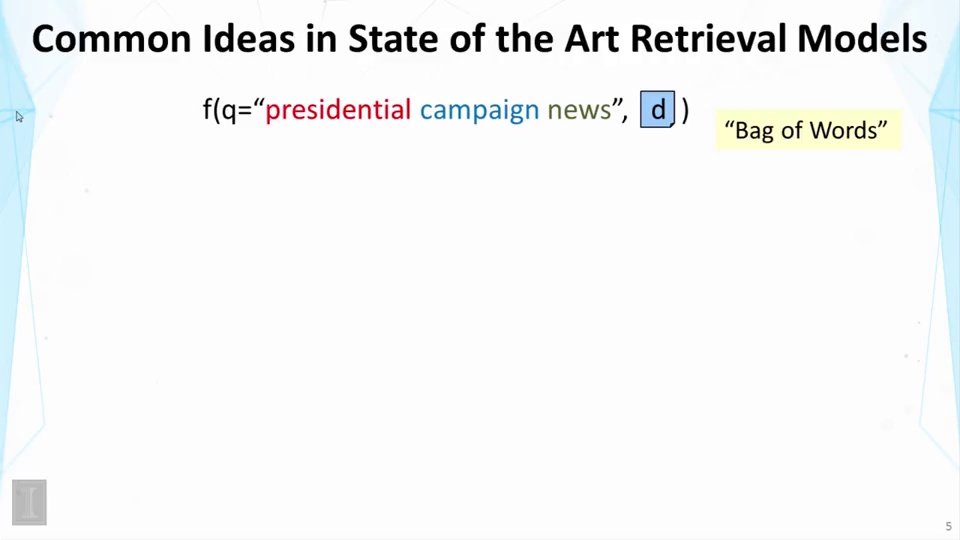 Common Ideas in State of the Art Retrieval Models
f(q=“presidential campaign news”, d )
“Bag of Words”
I
5